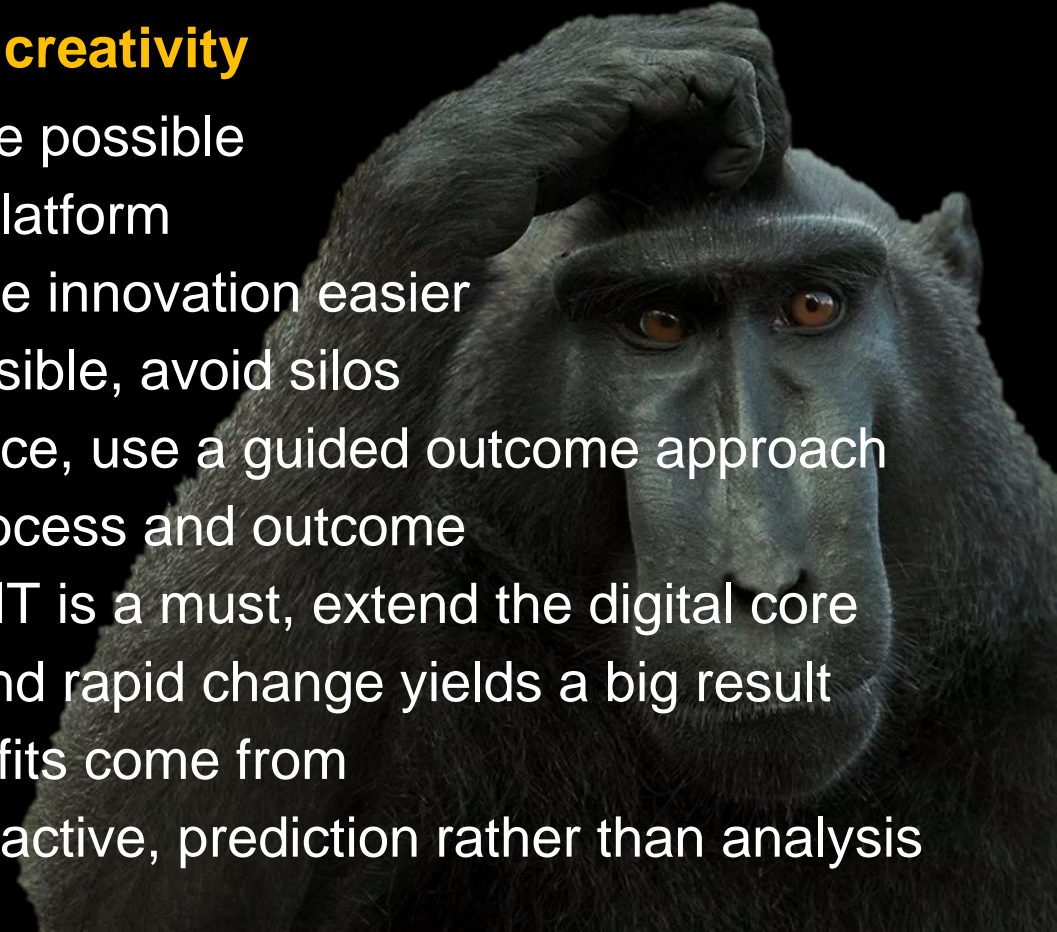 creativity
e possible
latform
e innovation easier
sible, avoid silos
ce, use a guided outcome approach
ocess and outcome
IT is a must, extend the digital core
nd rapid change yields a big result
fits come from
active, prediction rather than analysis